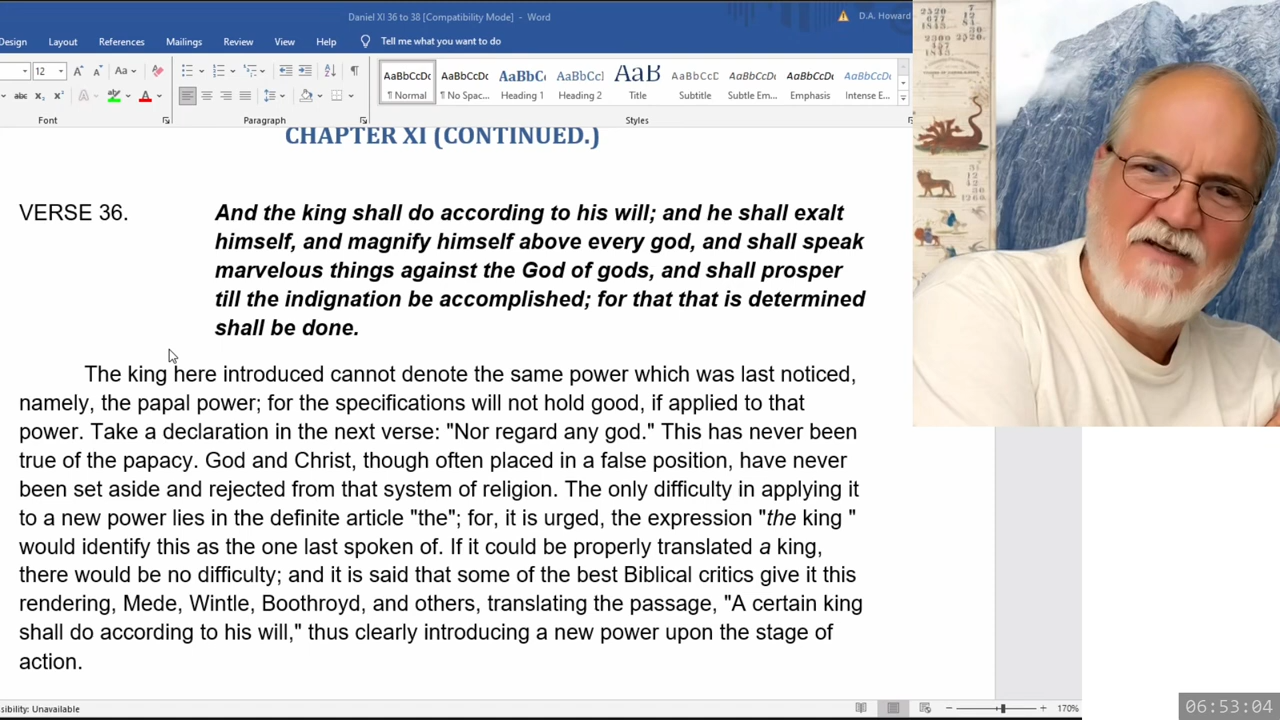 Daniel XI 36 to 38 [Compatibility Mode] - Word
D.A. Howard
Design Layout References Mailings Review View Help Tell me what you want to do
12 Aa
AaBbCcDc AaBbCcDc AaBbC AaBbCcI AaB AaBbCcD AaBbCcDc AaBbCcDc AaBbCcDc
¶ Normal ¶ No Spac... Heading 1 Heading 2 Title Subtitle Subtle Em... Emphasis Intense E...
Font Paragraph Styles
CHAPTER XI (CONTINUED.)
VERSE 36. And the king shall do according to his will; and he shall exalt
himself, and magnify himself above every god, and shall speak
marvelous things against the God of gods, and shall prosper
till the indignation be accomplished; for that that is determined
shall be done.
The king here introduced cannot denote the same power which was last noticed,
namely, the papal power; for the specifications will not hold good, if applied to that
power. Take a declaration in the next verse: "Nor regard any god." This has never been
true of the papacy. God and Christ, though often placed in a false position, have never
been set aside and rejected from that system of religion. The only difficulty in applying it
to a new power lies in the definite article "the"; for, it is urged, the expression "the king "
would identify this as the one last spoken of. If it could be properly translated a king,
there would be no difficulty; and it is said that some of the best Biblical critics give it this
rendering, Mede, Wintle, Boothroyd, and others, translating the passage, "A certain king
shall do according to his will," thus clearly introducing a new power upon the stage of
action.
sibility: Unavailable
170%
06:53:04